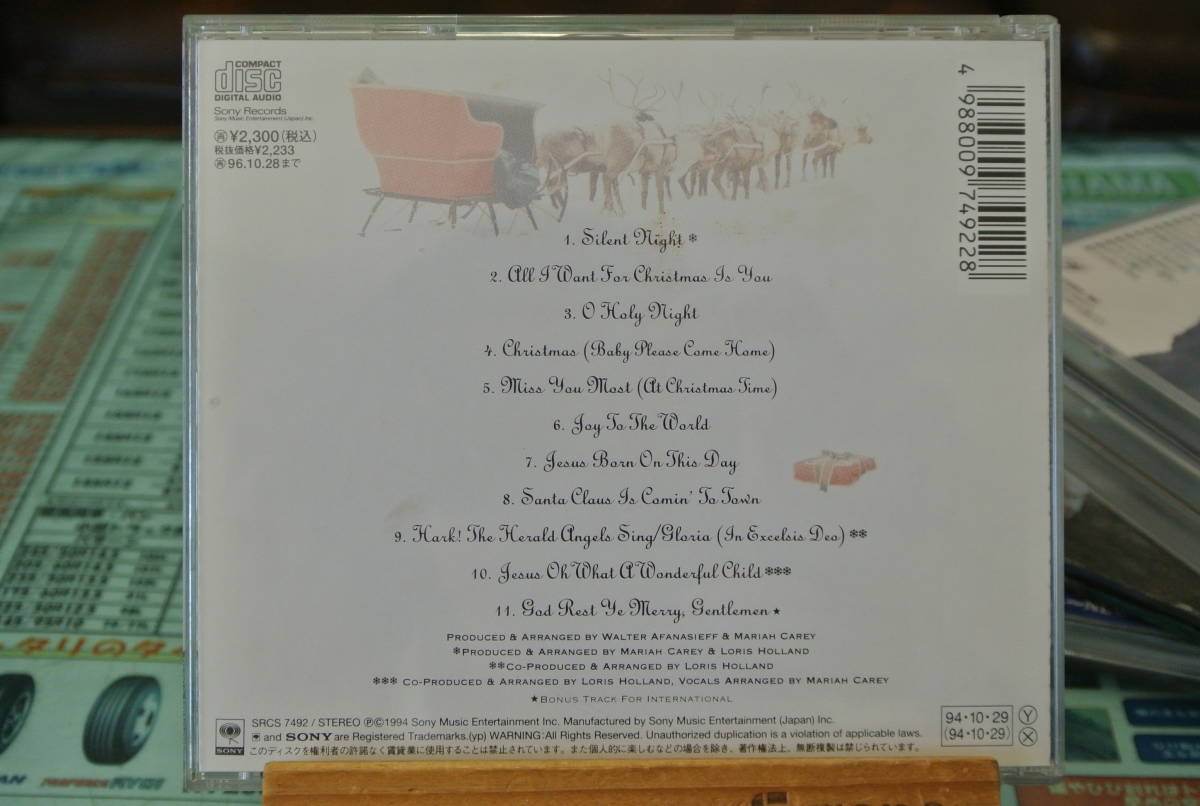 COMPACT
disc
DIGITAL AUDIO
Sony Records
Sony Music Entertainment (Japan) Inc.
㊢¥2,300(税込)
税抜価格¥2,233
㊢96.10.28まで
4 988009 749228
1. Silent Night *
2. All I Want For Christmas Is You
3. O Holy Night
4. Christmas (Baby Please Come Home)
5. Miss You Most (At Christmas Time)
6. Joy To The World
7. Jesus Born On This Day
8. Santa Claus Is Comin' To Town
9. Hark! The Herald Angels Sing/Gloria (In Excelsis Deo) **
10. Jesus Oh What A Wonderful Child ***
11. God Rest Ye Merry, Gentlemen ★
PRODUCED & ARRANGED BY WALTER AFANASIEFF & MARIAH CAREY
*PRODUCED & ARRANGED BY MARIAH CAREY & LORIS HOLLAND
**CO-PRODUCED & ARRANGED BY LORIS HOLLAND
*** CO-PRODUCED & ARRANGED BY LORIS HOLLAND, VOCALS ARRANGED BY MARIAH CAREY
★BONUS TRACK FOR INTERNATIONAL
SONY
SRCS 7492 / STEREO ℗©1994 Sony Music Entertainment Inc. Manufactured by Sony Music Entertainment (Japan) Inc.
and SONY are Registered Trademarks.(yp) WARNING:All Rights Reserved. Unauthorized duplication is a violation of applicable laws.
このディスクを権利者の許諾なく賃貸業に使用することは禁止されています。また個人的に楽しむなどの場合を除き、著作権法上、無断複製は禁じられています。
94・10・29 Ⓨ
(94・10・29) Ⓧ